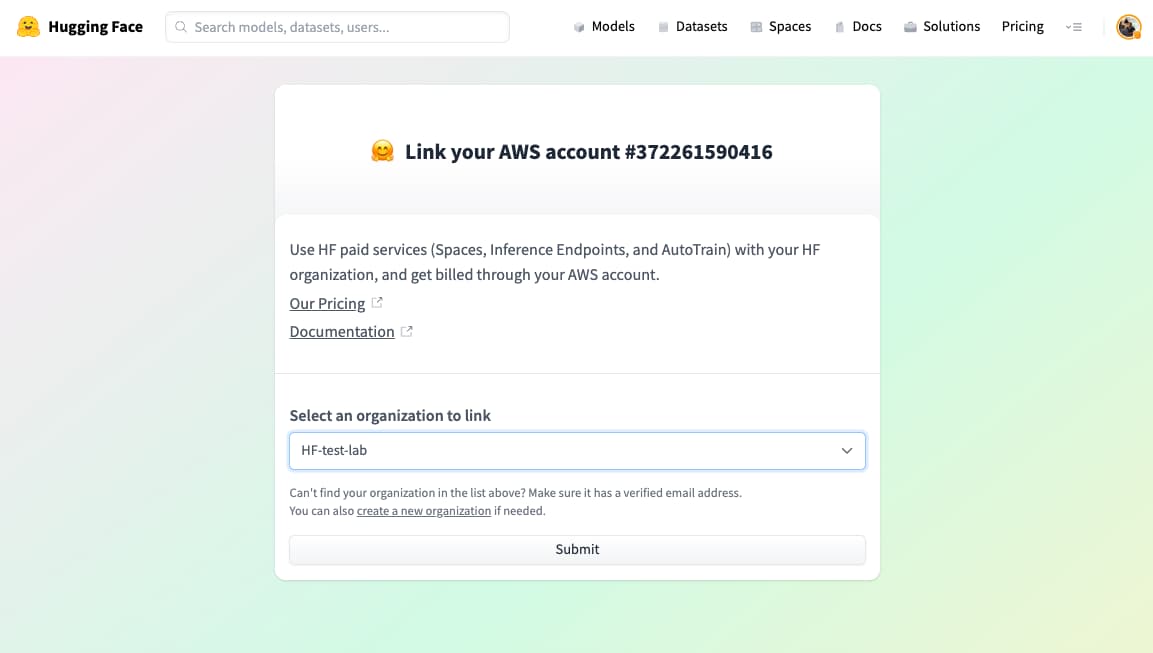 Hugging Face
Search models, datasets, users...
Models
Datasets
Spaces
Docs
Solutions
Pricing
Link your AWS account #372261590416
Use HF paid services (Spaces, Inference Endpoints, and AutoTrain) with your HF
organization, and get billed through your AWS account.
Our Pricing
Documentation
Select an organization to link
HF-test-lab
Can't find your organization in the list above? Make sure it has a verified email address.
You can also create a new organization if needed.
Submit